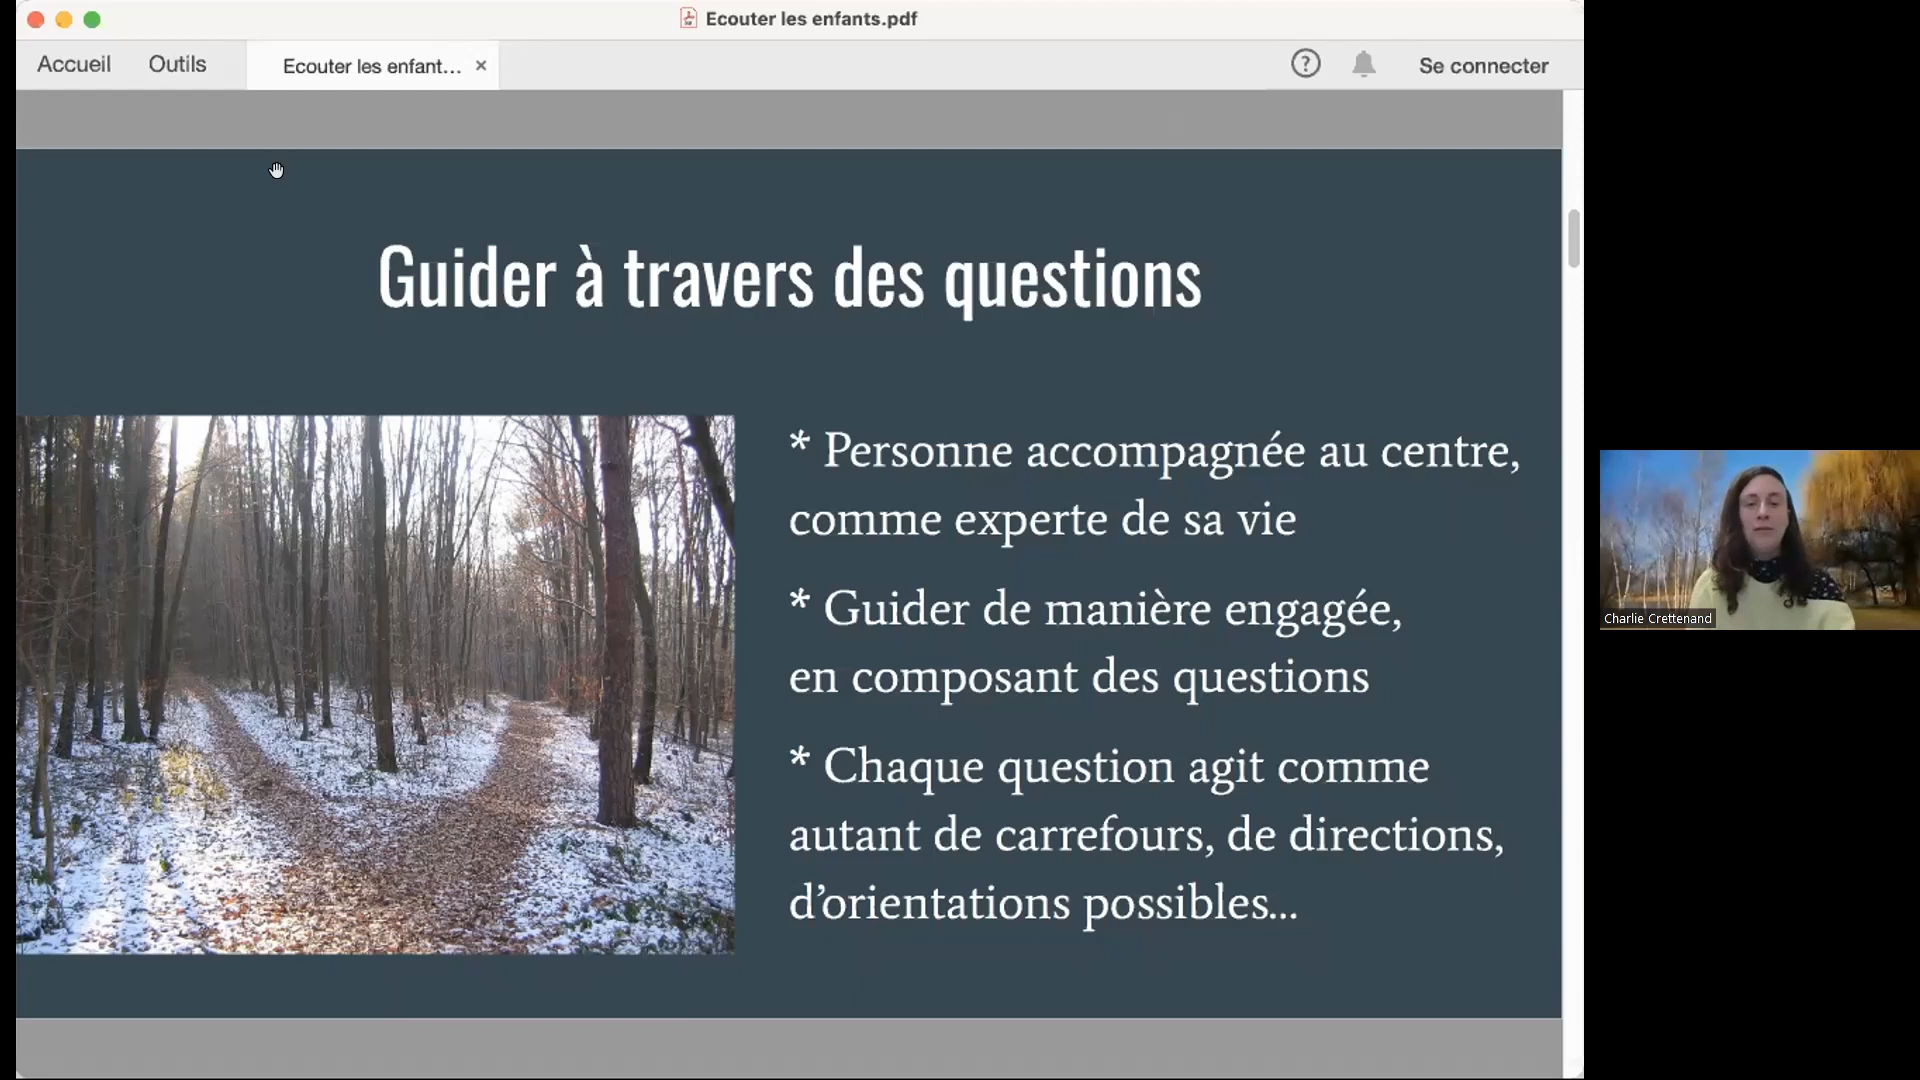 Ecouter les enfants.pdf
Accueil
Outils
Ecouter les enfant...
Se connecter
Guider à travers des questions
* Personne accompagnée au centre,
comme experte de sa vie
* Guider de manière engagée,
en composant des questions
* Chaque question agit comme
autant de carrefours, de directions,
d’orientations possibles...
Charlie Crettenand